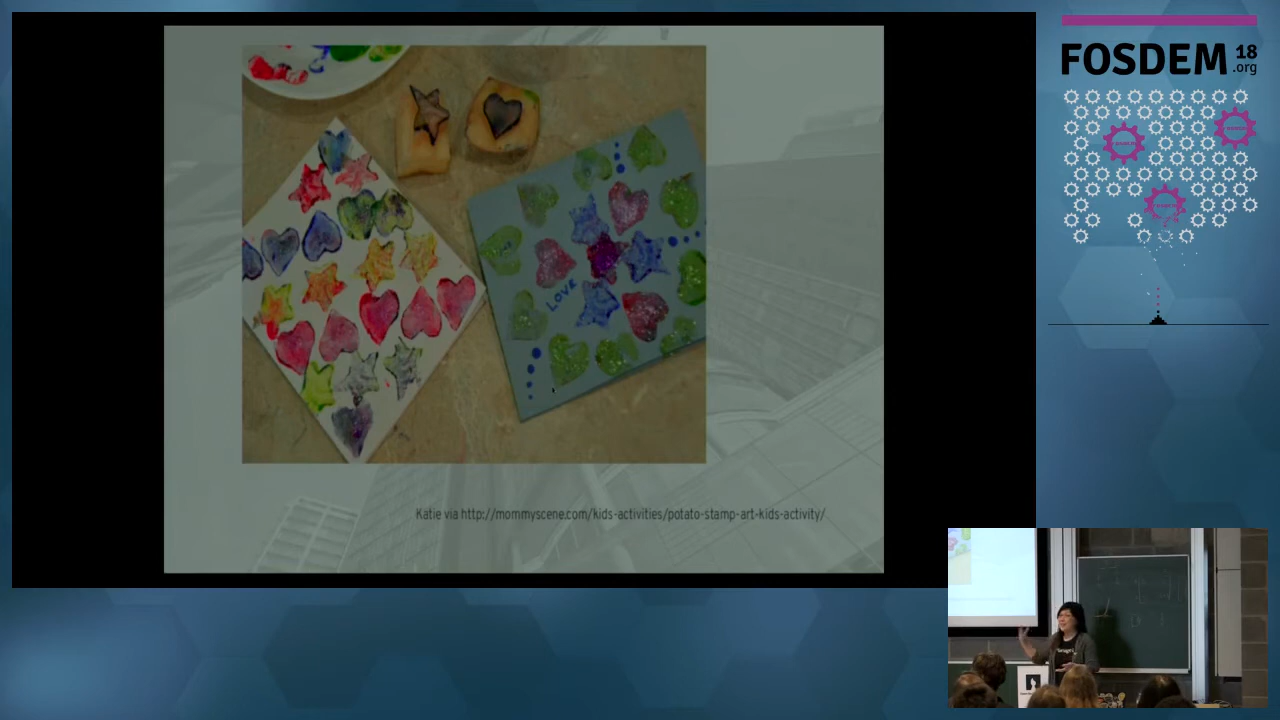 FOSDEM 18
.org
LOVE
Katie via http://mommyscene.com/kids-activities/potato-stamp-art-kids-activity/